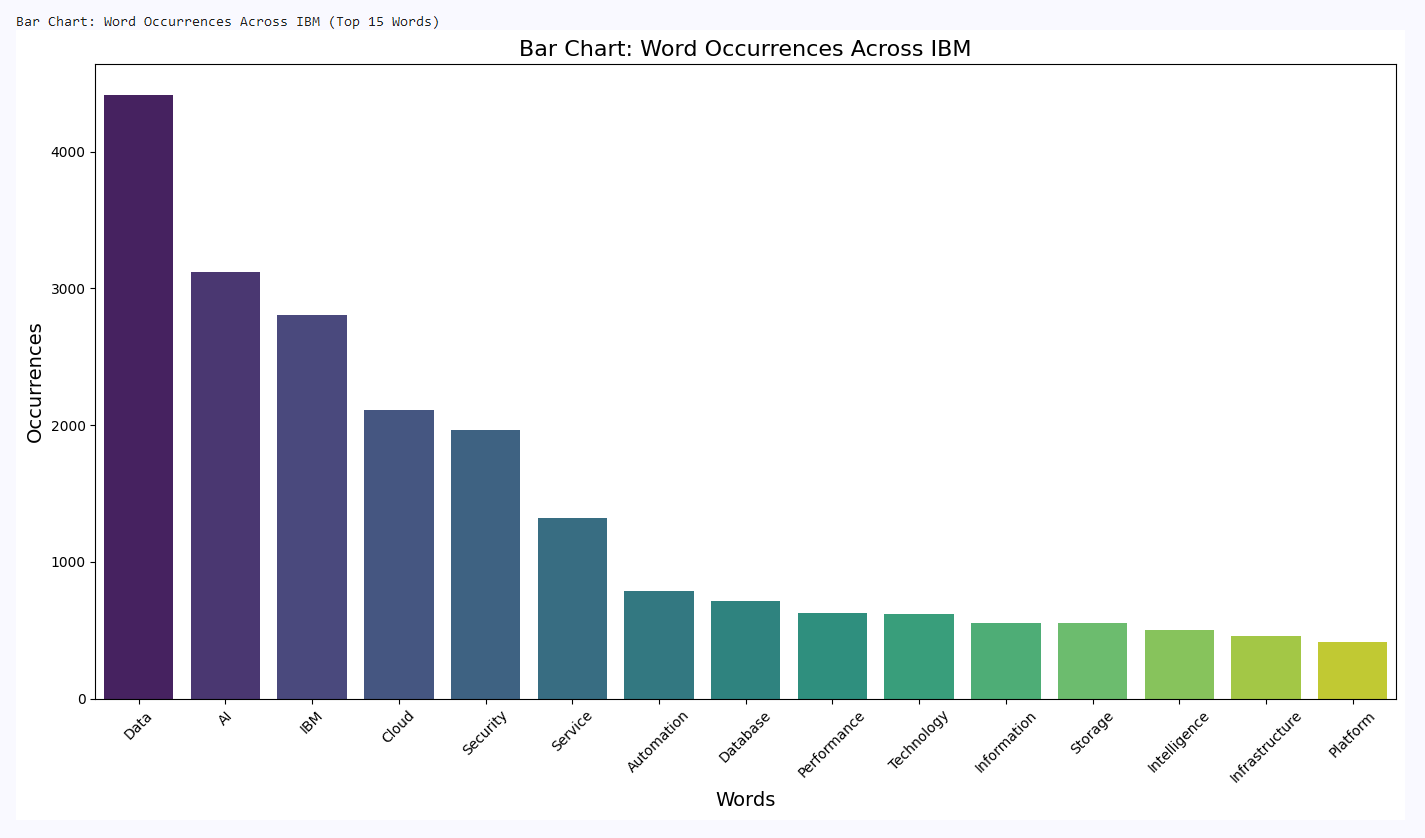 Bar Chart: Word Occurrences Across IBM (Top 15 Words)
Bar Chart: Word Occurrences Across IBM
Occurrences
4000
3000
2000
1000
0
Data
AI
IBM
Cloud
Security
Service
Automation
Database
Performance
Technology
Information
Storage
Intelligence
Infrastructure
Platform
Words